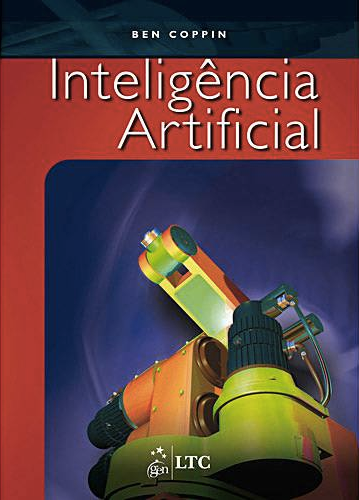 BEN COPPIN
Inteligência
Artificial
gen
LTC